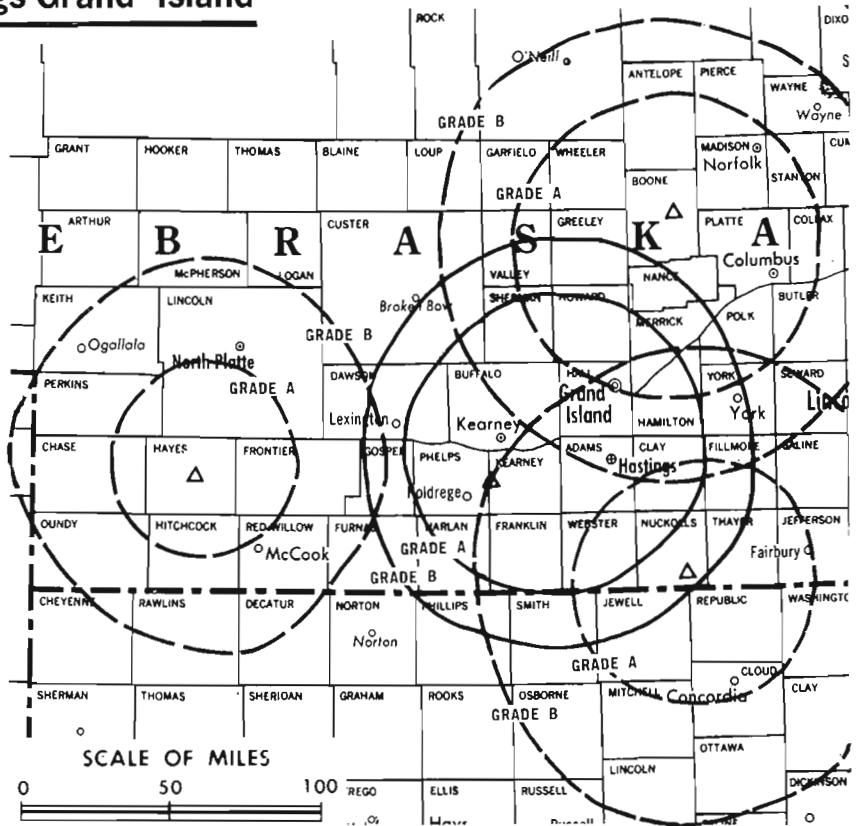 gs Grand Island
ROCK
DIXO
O'Neill
ANTELOPE PIERCE
WAYNE
Wayne
GRADE B
GRANT HOOKER THOMAS BLAINE LOUP GARFIELD WHEELER MADISON CUM
Norfolk
BOONE STANTON
GRADE A
ARTHUR CUSTER GREELEY PLATTE COLFAX
E B R A S K A
McPHERSON LOGAN VALLEY NANCE Columbus
KEITH LINCOLN Broken Bow SHERMAN HOWARD BUTLER
MERRICK POLK
GRADE B
Ogallala North Platte
PERKINS GRADE A DAWSON BUFFALO HALL YORK SEWARD
Grand
Island York
Lexington Kearney HAMILTON
CHASE HAYES FRONTIER GOSPER PHELPS KEARNEY ADAMS CLAY FILLMORE SALINE
Hastings
Holdrege
OUNDY HITCHCOCK RED WILLOW FURNAS HARLAN FRANKLIN WEBSTER NUCKOLLS THAYER JEFFERSON
McCook GRADE A Fairbury
GRADE B
CHEYENNE RAWLINS DECATUR NORTON PHILLIPS SMITH JEWELL REPUBLIC WASHINGTO
Norton
GRADE A
SHERMAN THOMAS SHERIDAN GRAHAM ROOKS OSBORNE MITCHELL CLOUD CLAY
Concordia
GRADE B
OTTAWA
SCALE OF MILES
LINCOLN
0 50 100
TREGO ELLIS RUSSELL DICKINSON
Hays Russell